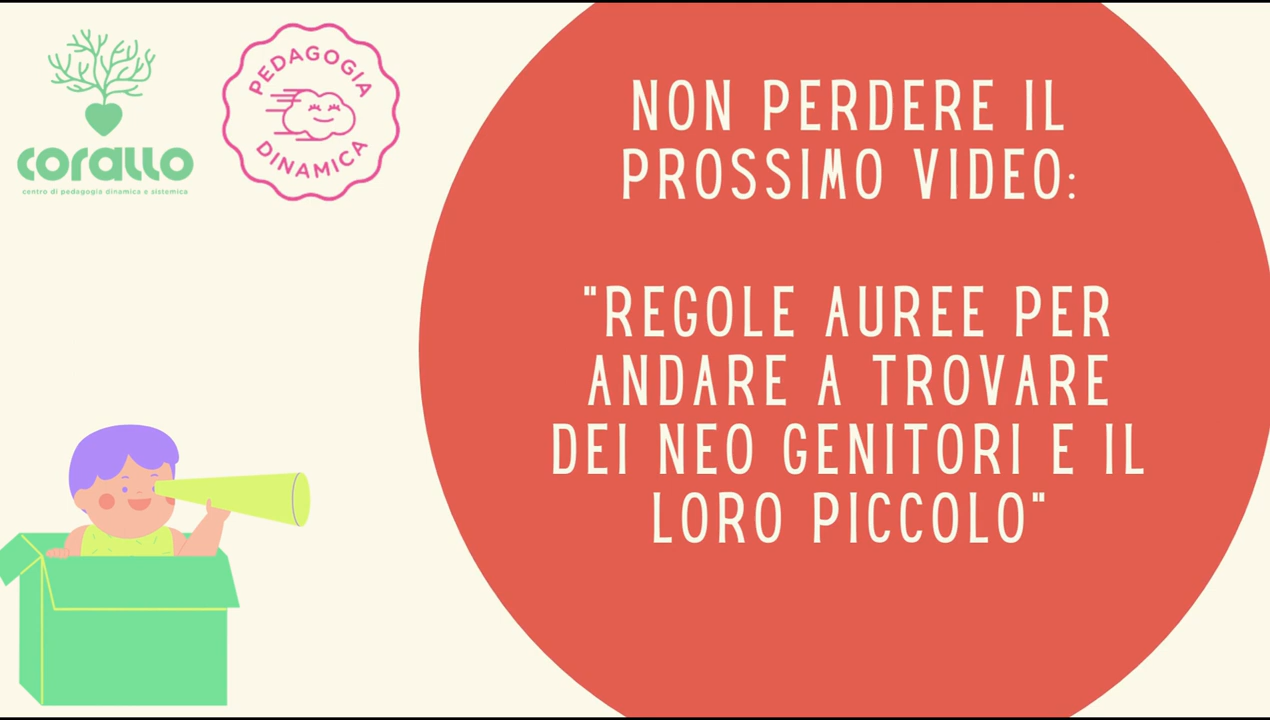 corallo
centro di pedagogia dinamica e sistemica
PEDAGOGIA
DINAMICA
NON PERDERE IL
PROSSIMO VIDEO:
"REGOLE AUREE PER
ANDARE A TROVARE
DEI NEO GENITORI E IL
LORO PICCOLO"